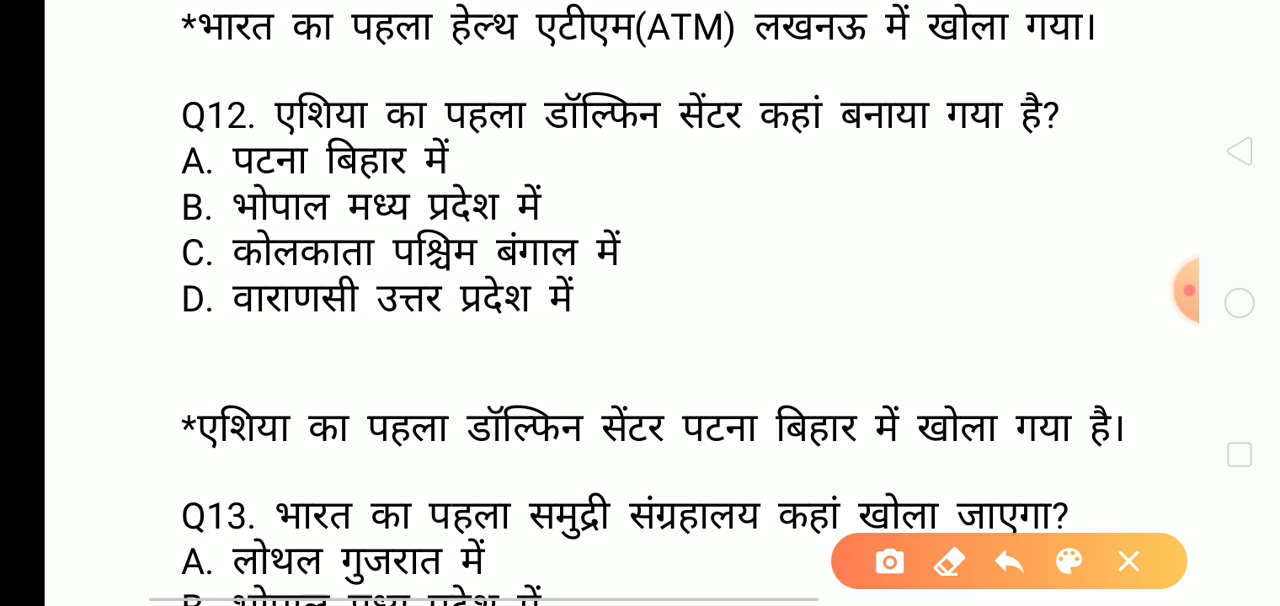 *भारत का पहला हेल्थ एटीएम(ATM) लखनऊ में खोला गया।
Q12. एशिया का पहला डॉल्फिन सेंटर कहां बनाया गया है?
A. पटना बिहार में
B. भोपाल मध्य प्रदेश में
C. कोलकाता पश्चिम बंगाल में
D. वाराणसी उत्तर प्रदेश में
*एशिया का पहला डॉल्फिन सेंटर पटना बिहार में खोला गया है।
Q13. भारत का पहला समुद्री संग्रहालय कहां खोला जाएगा?
A. लोथल गुजरात में